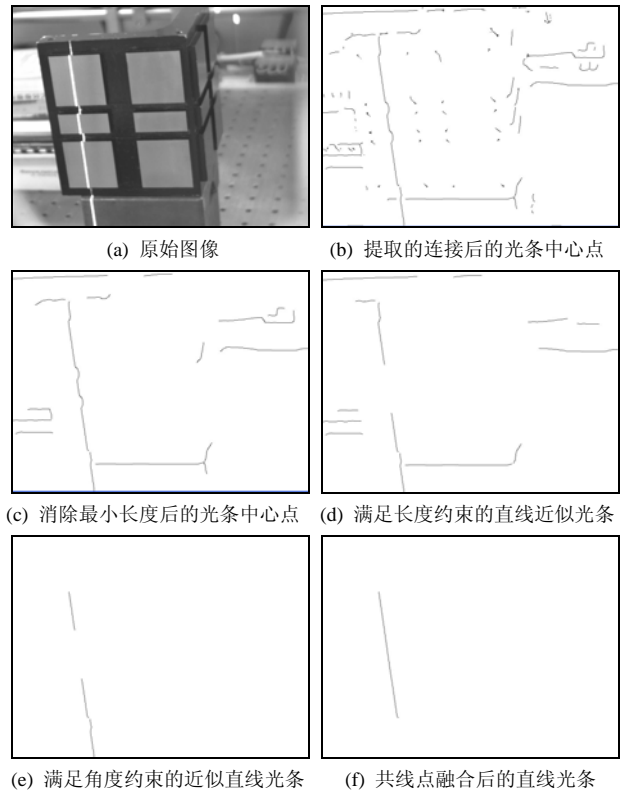 (a) 原始图像
(b) 提取的连接后的光条中心点
(c) 消除最小长度后的光条中心点
(d) 满足长度约束的直线近似光条
(e) 满足角度约束的近似直线光条
(f) 共线点融合后的直线光条